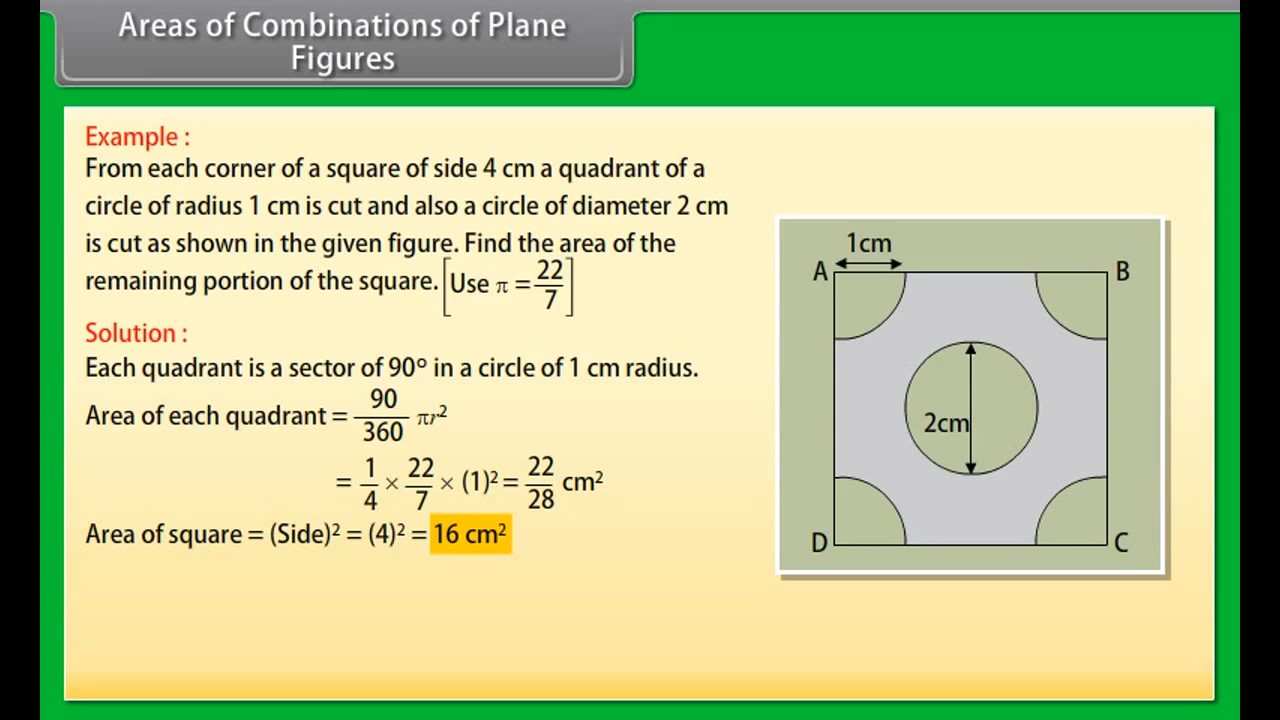 Areas of Combinations of Plane
Figures
Example :
From each corner of a square of side 4 cm a quadrant of a
circle of radius 1 cm is cut and also a circle of diameter 2 cm
is cut as shown in the given figure. Find the area of the
remaining portion of the square. [Use π = 22/7]
Solution :
Each quadrant is a sector of 90º in a circle of 1 cm radius.
Area of each quadrant = 90/360 πr²
= 1/4 × 22/7 × (1)² = 22/28 cm²
Area of square = (Side)² = (4)² = 16 cm²
1cm
A
B
2cm
D
C